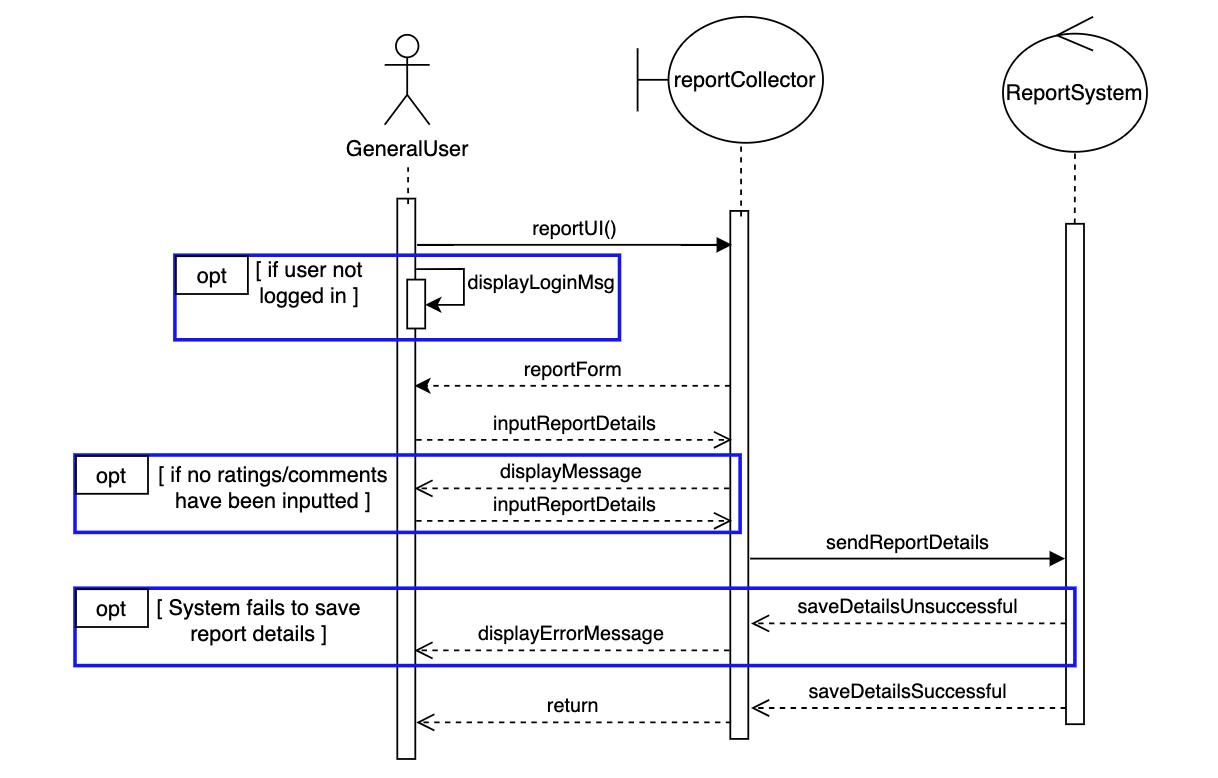 reportCollector
ReportSystem
GeneralUser
reportUI()
opt
[ if user not
logged in ]
displayLoginMsg
reportForm
inputReportDetails
opt
[ if no ratings/comments
have been inputted ]
displayMessage
inputReportDetails
sendReportDetails
opt
[ System fails to save
report details ]
saveDetailsUnsuccessful
displayErrorMessage
saveDetailsSuccessful
return